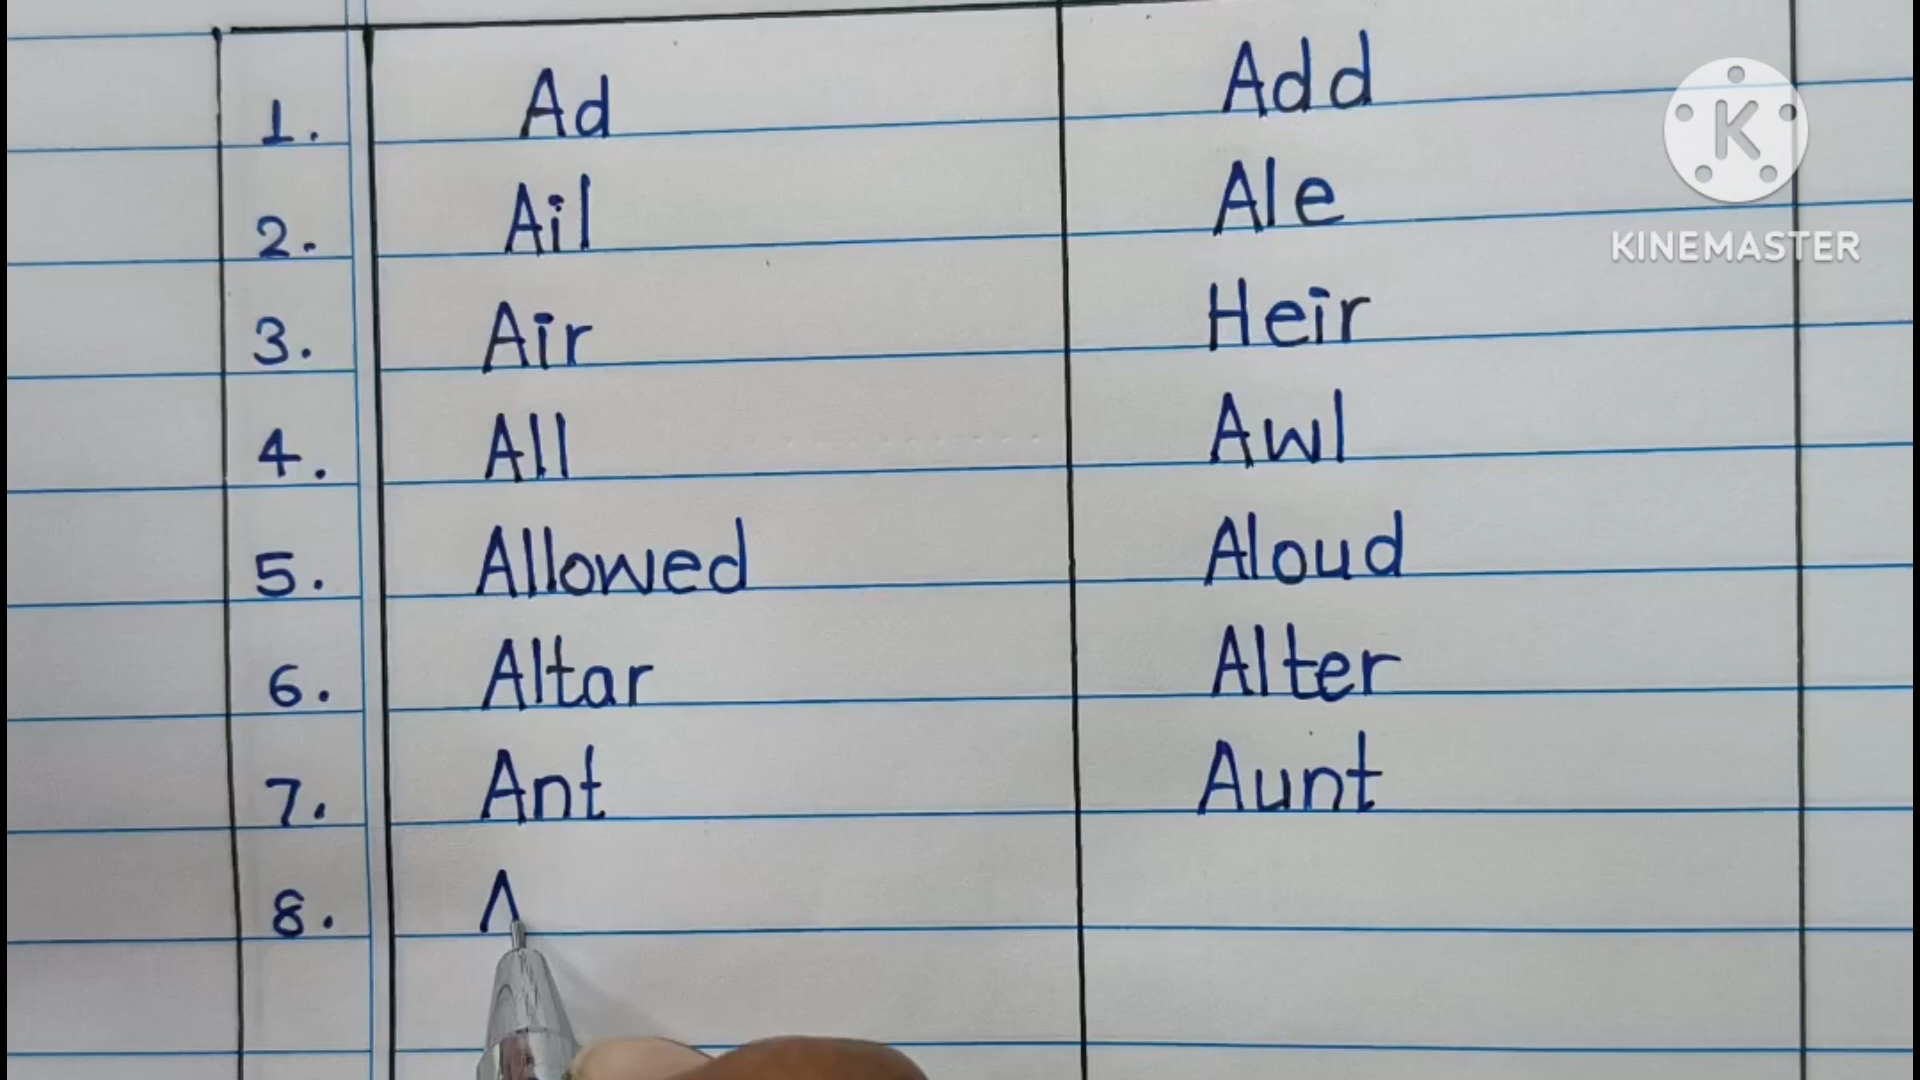 1. Ad Add
2. Ail Ale
3. Air Heir
4. All Awl
5. Allowed Aloud
6. Altar Alter
7. Ant Aunt
8.
K
KINEMASTER